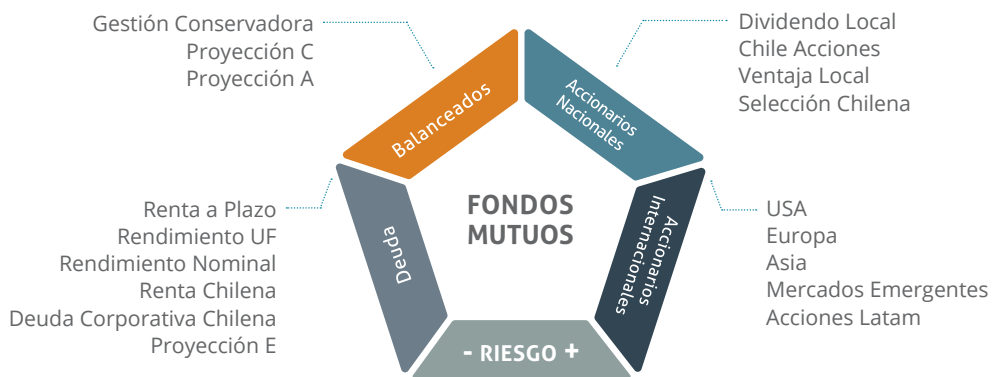 Gestión Conservadora
Proyección C
Proyección A
Balanceados
Accionarios
Nacionales
Dividendo Local
Chile Acciones
Ventaja Local
Selección Chilena
Renta a Plazo
Rendimiento UF
Rendimiento Nominal
Renta Chilena
Deuda Corporativa Chilena
Proyección E
Deuda
FONDOS
MUTUOS
Accionarios
Internacionales
USA
Europa
Asia
Mercados Emergentes
Acciones Latam
- RIESGO +